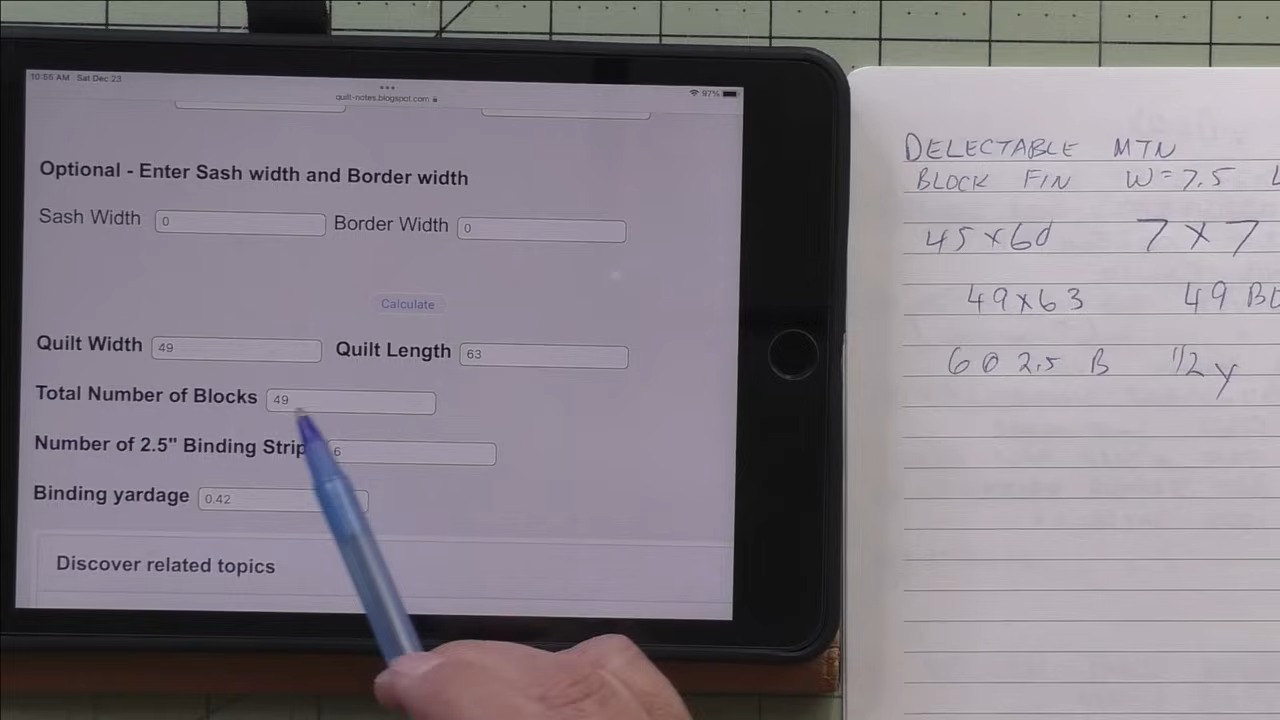 10:55 AM Sat Dec 23
quilt-notes.blogspot.com
97%
Optional - Enter Sash width and Border width
Sash Width 0 Border Width 0
Calculate
Quilt Width 49 Quilt Length 63
Total Number of Blocks 49
Number of 2.5" Binding Strip 6
Binding yardage 0.42
Discover related topics
DELECTABLE MTN
BLOCK FIN W=7.5 L
45x60 7x7
49x63 49 BL
6 @ 2.5 B 1/2 y